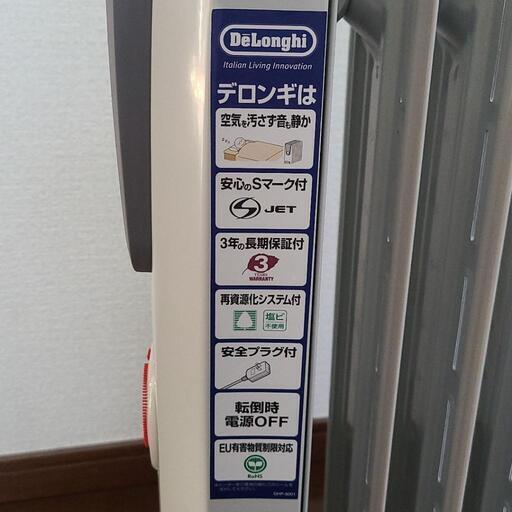 DeLonghi
Italian Living Innovation
デロンギは
空気を汚さず音も静か
安心のSマーク付
S JET
3年の長期保証付
3
YEARS
WARRANTY
再資源化システム付
塩ビ
不使用
安全プラグ付
転倒時
電源OFF
EU有害物質制限対応
RoHS